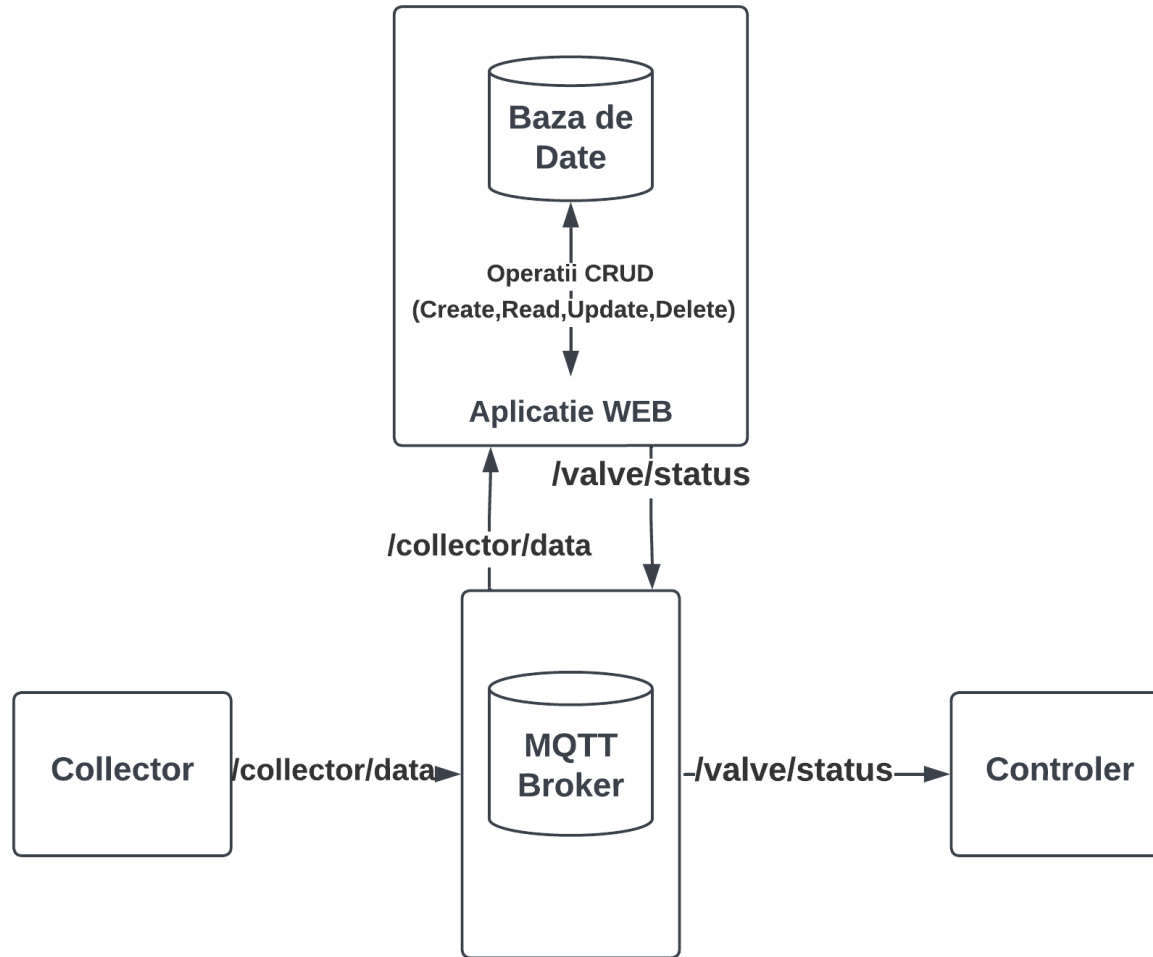 Baza de
Date
Operatii CRUD
(Create,Read,Update,Delete)
Aplicatie WEB
/valve/status
/collector/data
Collector
/collector/data
MQTT
Broker
/valve/status
Controler